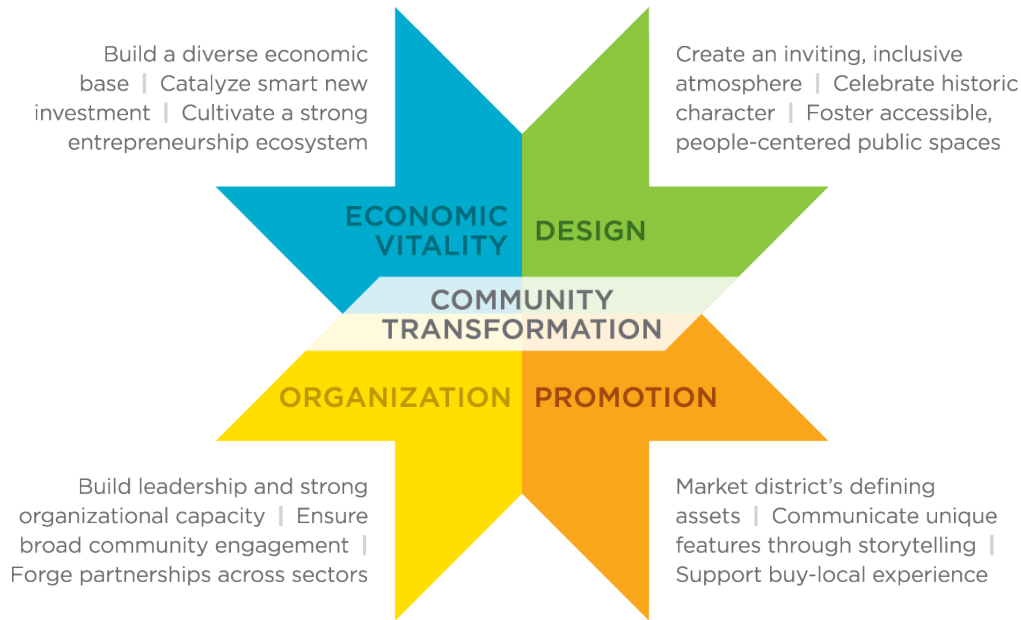 Build a diverse economic
base | Catalyze smart new
investment | Cultivate a strong
entrepreneurship ecosystem
Create an inviting, inclusive
atmosphere | Celebrate historic
character | Foster accessible,
people-centered public spaces
ECONOMIC
VITALITY
DESIGN
COMMUNITY
TRANSFORMATION
ORGANIZATION
PROMOTION
Build leadership and strong
organizational capacity | Ensure
broad community engagement |
Forge partnerships across sectors
Market district’s defining
assets | Communicate unique
features through storytelling |
Support buy-local experience